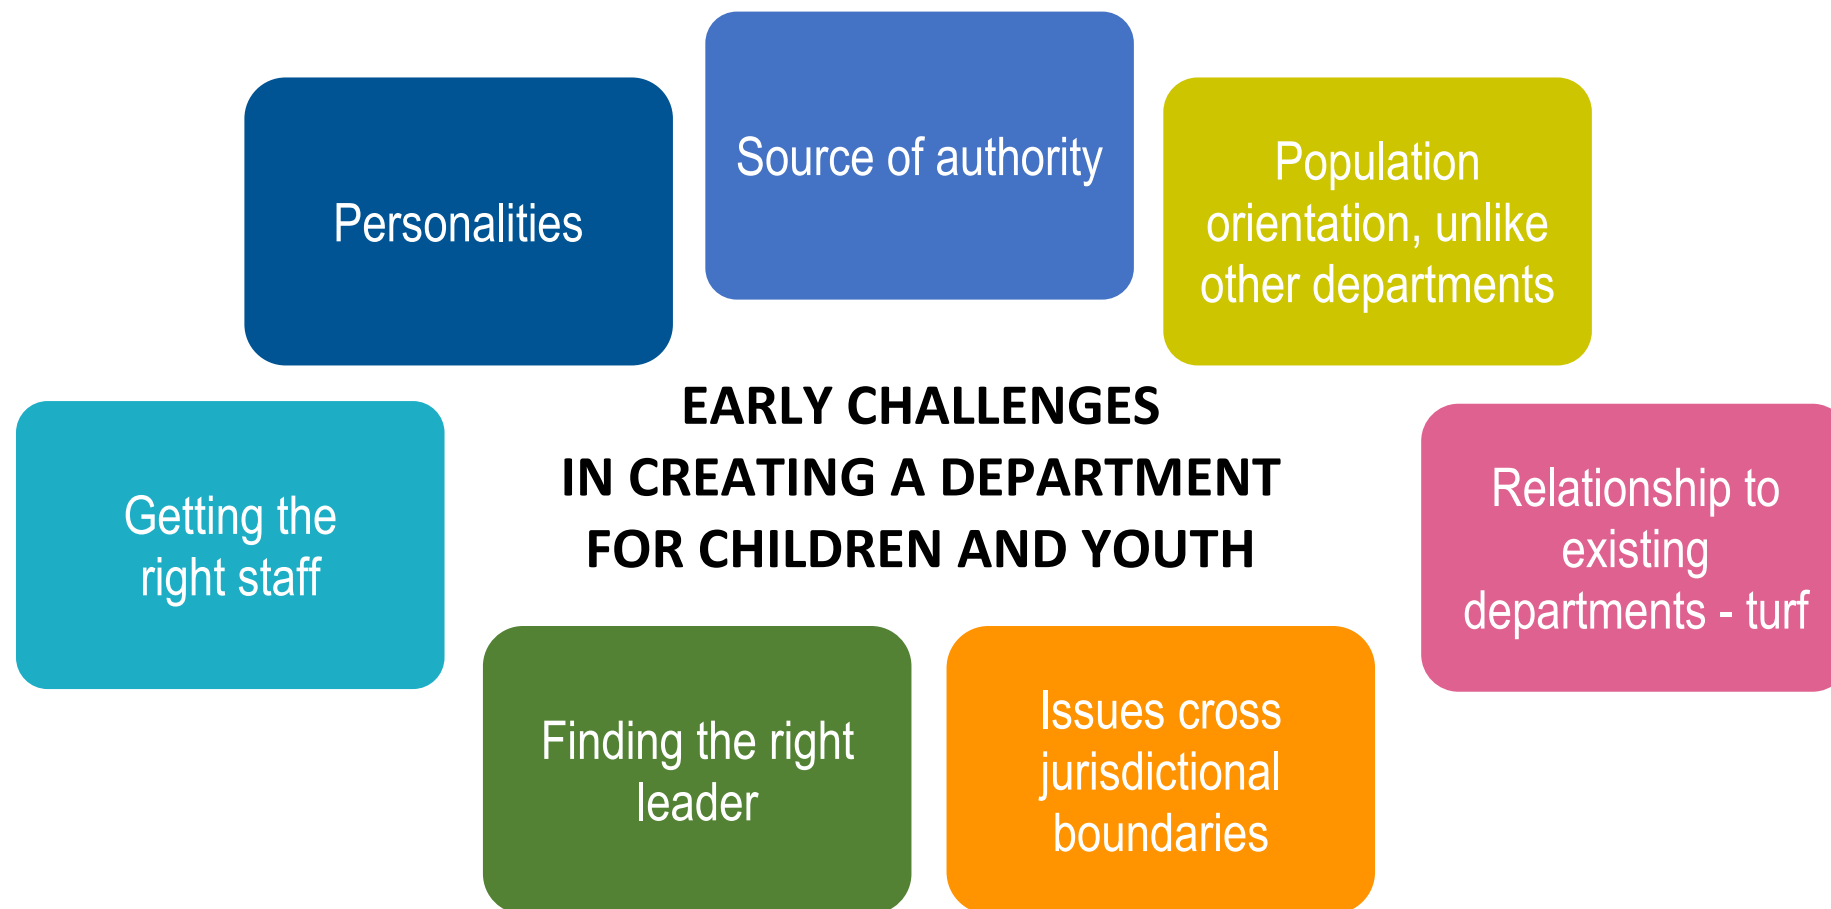 Source of authority
Personalities
Population
orientation, unlike
other departments
EARLY CHALLENGES
IN CREATING A DEPARTMENT
FOR CHILDREN AND YOUTH
Getting the
right staff
Relationship to
existing
departments - turf
Finding the right
leader
Issues cross
jurisdictional
boundaries